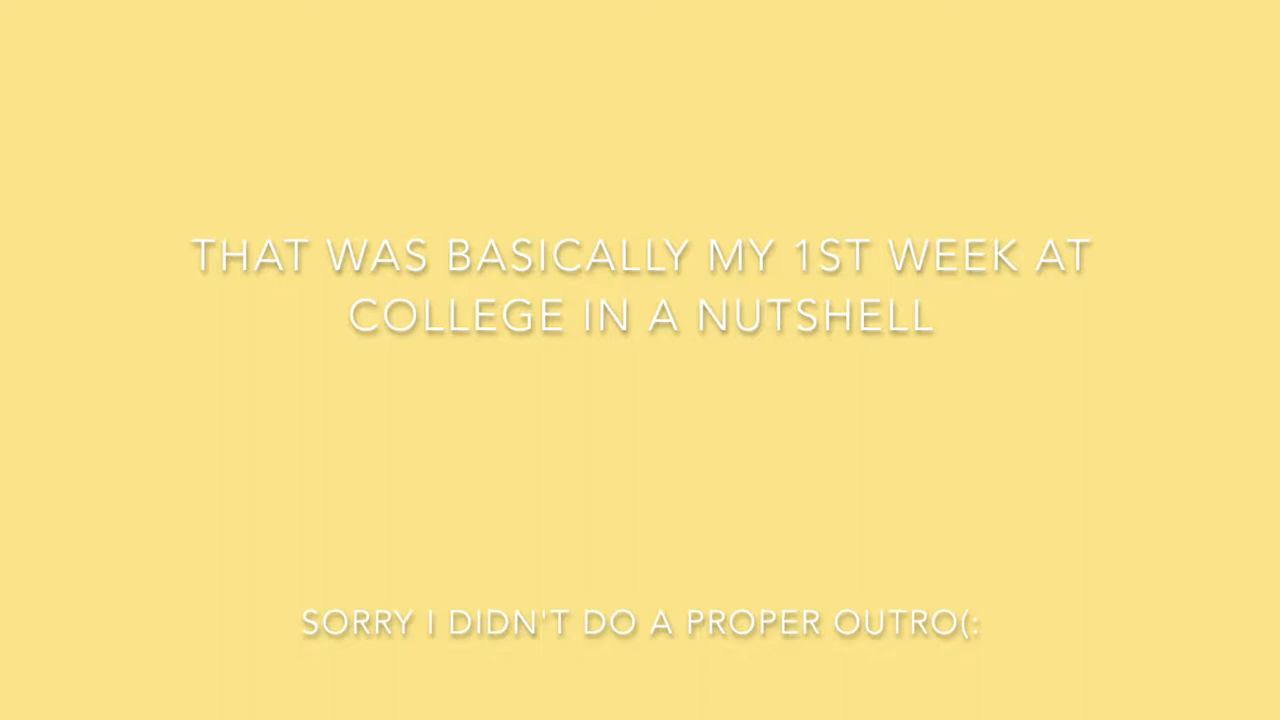 THAT WAS BASICALLY MY 1ST WEEK AT
COLLEGE IN A NUTSHELL
SORRY I DIDN'T DO A PROPER OUTRO(: